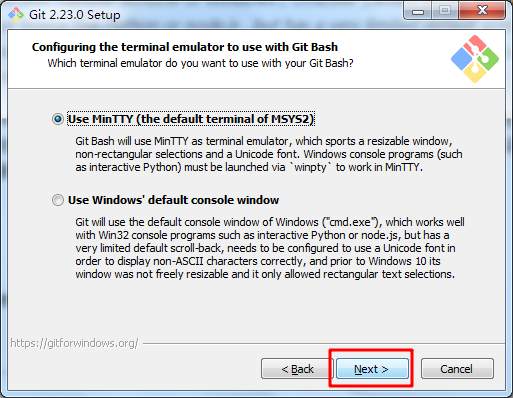 Git 2.23.0 Setup
Configuring the terminal emulator to use with Git Bash
Which terminal emulator do you want to use with your Git Bash?
Use MinTTY (the default terminal of MSYS2)
Git Bash will use MinTTY as terminal emulator, which sports a resizable window,
non-rectangular selections and a Unicode font. Windows console programs (such
as interactive Python) must be launched via `winpty` to work in MinTTY.
Use Windows' default console window
Git will use the default console window of Windows ("cmd.exe"), which works well
with Win32 console programs such as interactive Python or node.js, but has a
very limited default scroll-back, needs to be configured to use a Unicode font in
order to display non-ASCII characters correctly, and prior to Windows 10 its
window was not freely resizable and it only allowed rectangular text selections.
https://gitforwindows.org/
< Back
Next >
Cancel